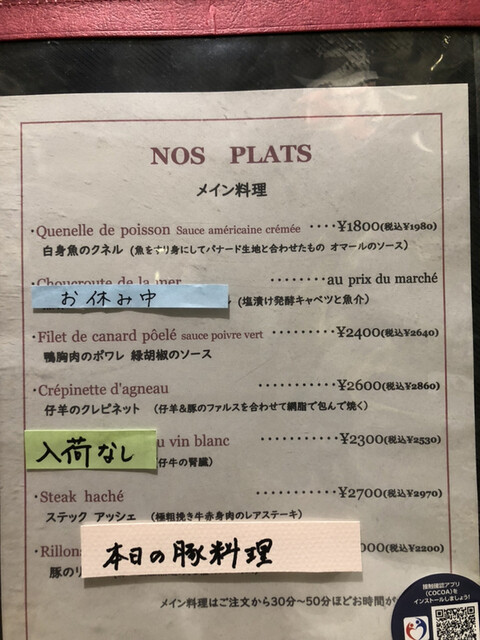 NOS PLATS
メイン料理
・Quenelle de poisson Sauce américaine crémée ････¥1800(税込¥1980)
白身魚のクネル (魚をすり身にしてパナード生地と合わせたもの オマールのソース)
・Choucroute de la mer ････････au prix du marché
お休み中 (塩漬け発酵キャベツと魚介)
・Filet de canard pôelé sauce poivre vert ････････¥2400(税込¥2640)
鴨胸肉のポワレ 緑胡椒のソース
・Crépinette d'agneau ･･･････････¥2600(税込¥2860)
仔羊のクレピネット (仔羊&豚のファルスを合わせて網脂で包んで焼く)
入荷なし vin blanc ･･･････････¥2300(税込¥2530)
仔牛の腎臓)
・Steak haché ･･･････････¥2700(税込¥2970)
ステック アッシェ (極粗挽き牛赤身肉のレアステーキ)
・Rillons 本日の豚料理 000(税込¥2200)
豚の
メイン料理はご注文から30分～50分ほどお時間が
接触確認アプリ
(COCOA)を
インストールしましょう!